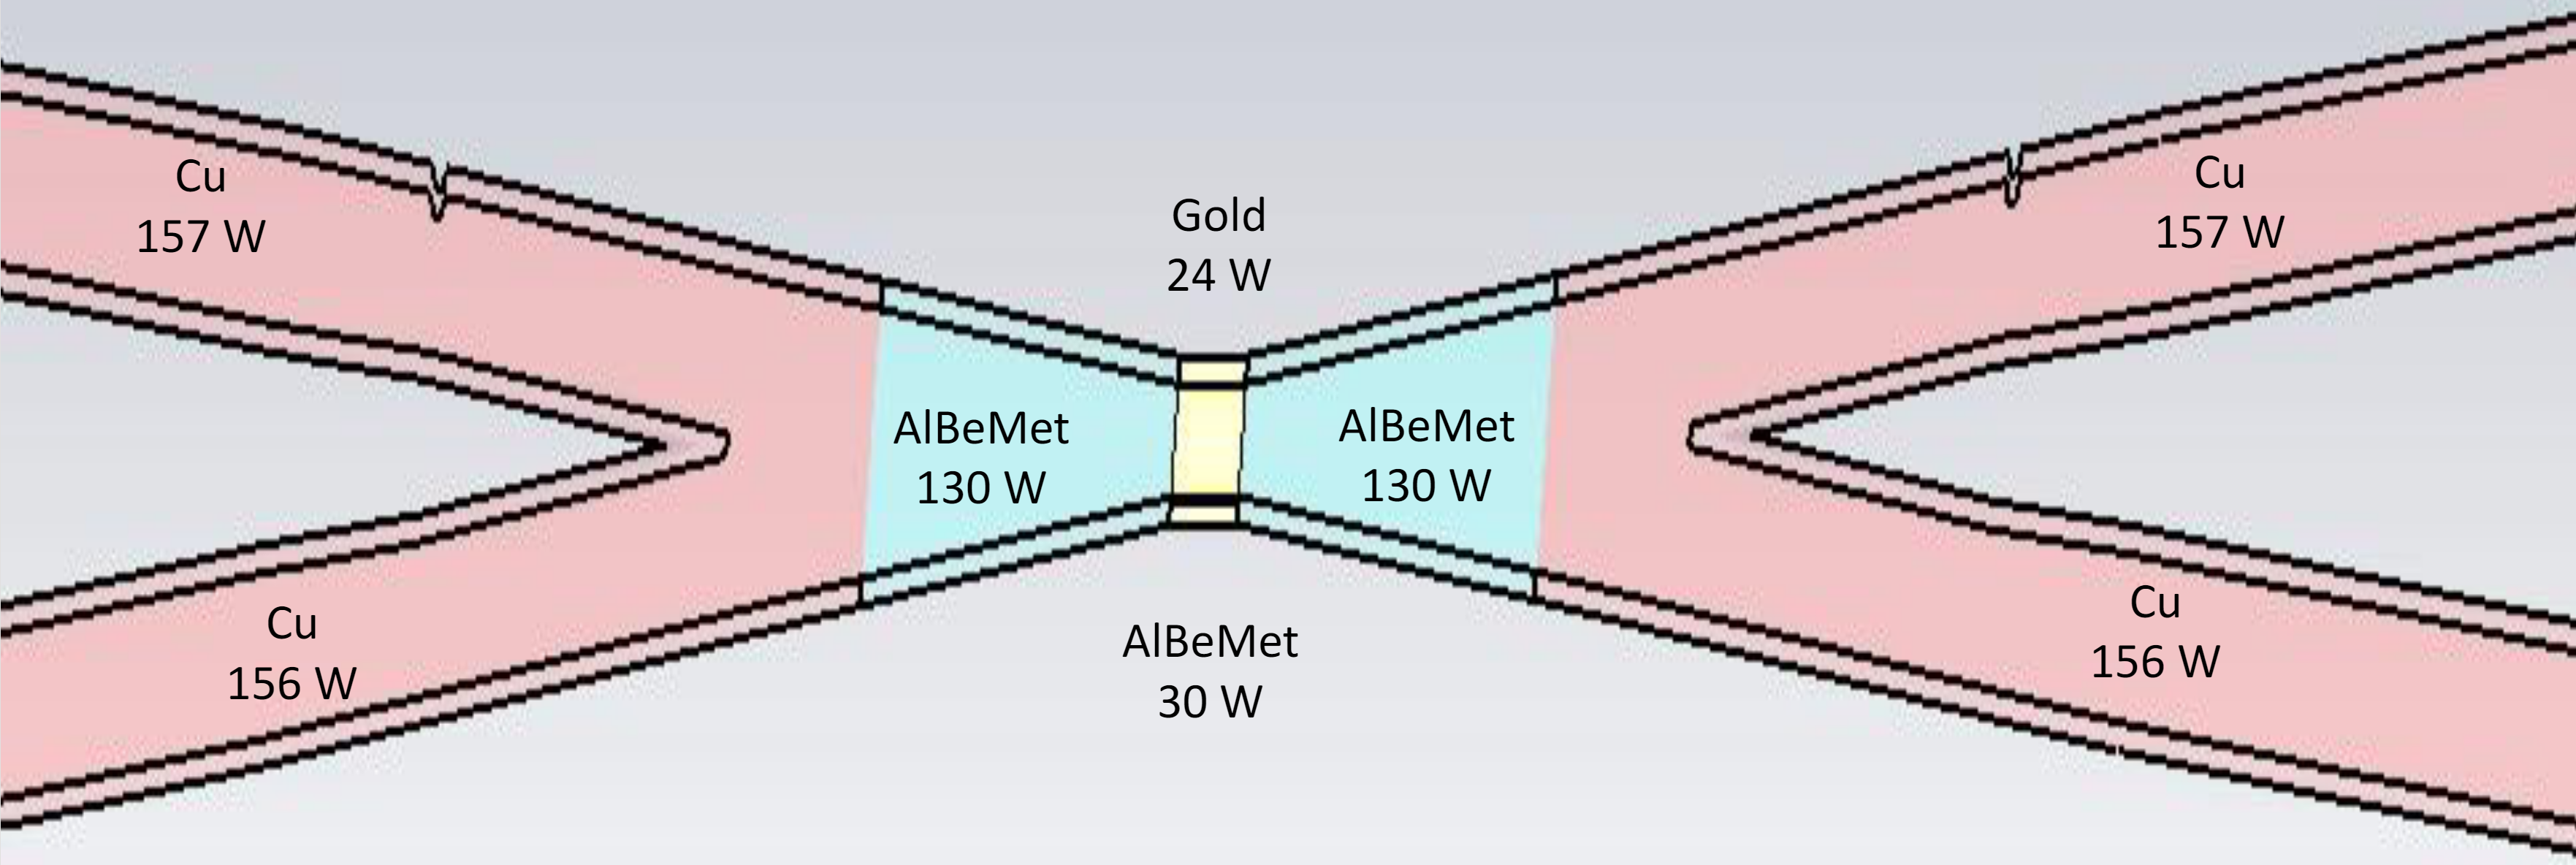 Cu
157 W
Gold
24 W
Cu
157 W
AlBeMet
130 W
AlBeMet
130 W
Cu
156 W
AlBeMet
30 W
Cu
156 W